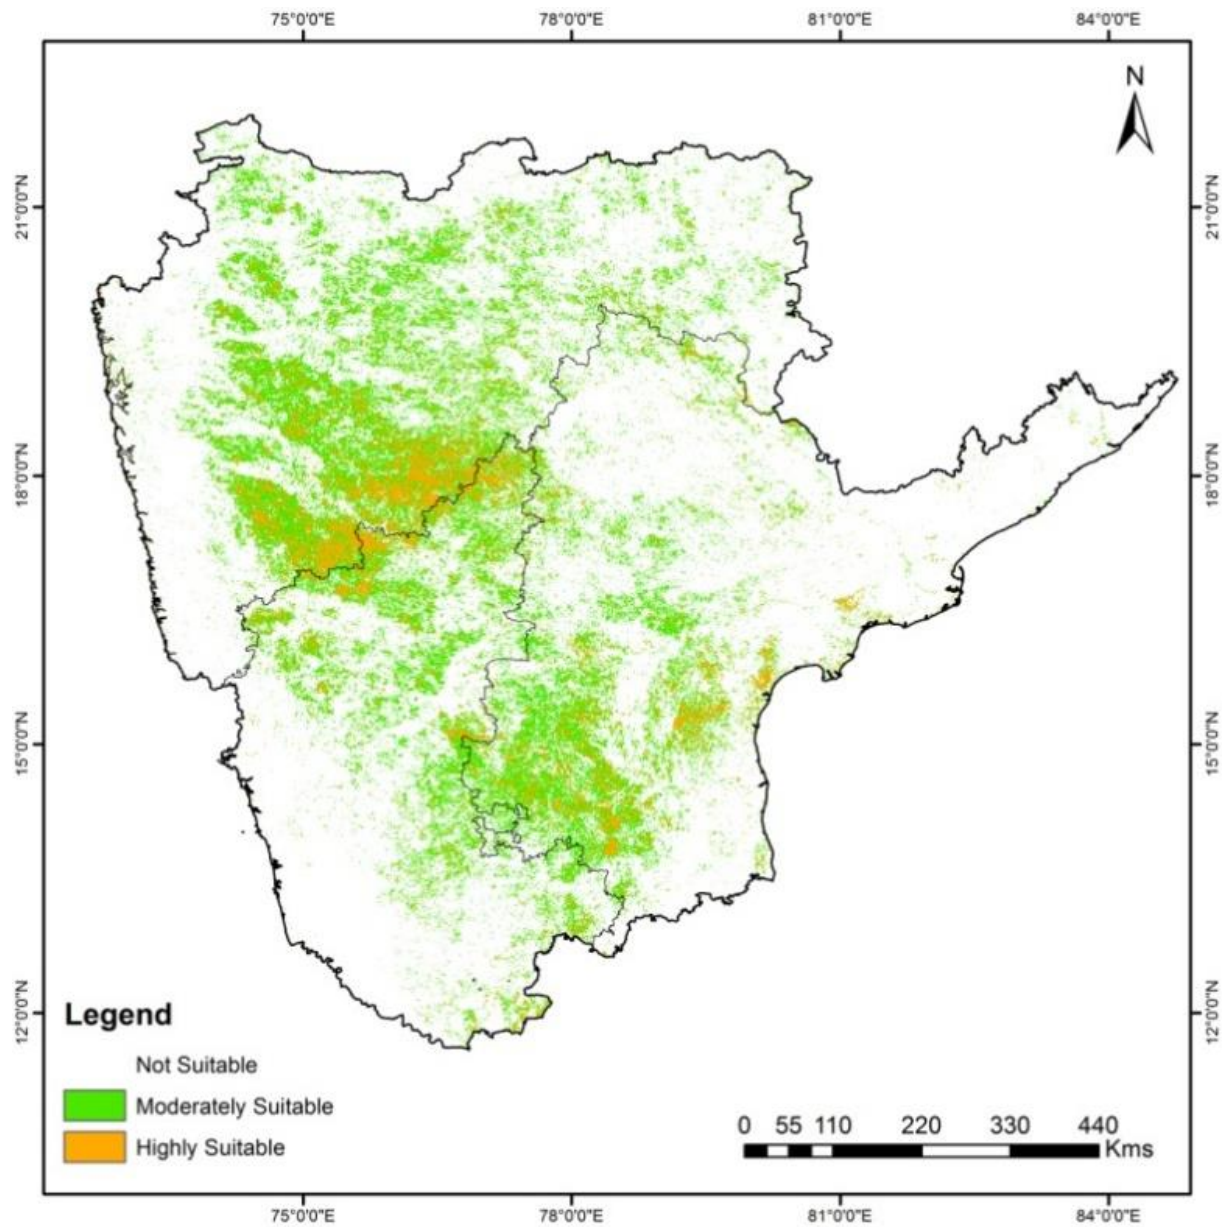 75°0'0"E 78°0'0"E 81°0'0"E 84°0'0"E
N
21°0'0"N 21°0'0"N
18°0'0"N 18°0'0"N
15°0'0"N 15°0'0"N
12°0'0"N 12°0'0"N
Legend
Not Suitable
Moderately Suitable
Highly Suitable
0 55 110 220 330 440
Kms
75°0'0"E 78°0'0"E 81°0'0"E 84°0'0"E